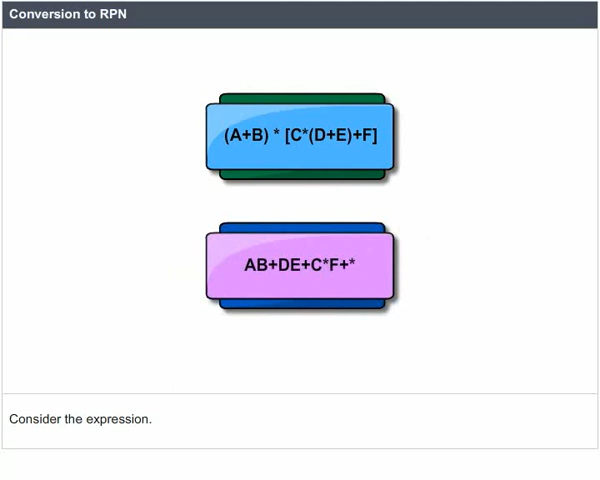 Conversion to RPN
(A+B) * [C*(D+E)+F]
AB+DE+C*F+*
Consider the expression.